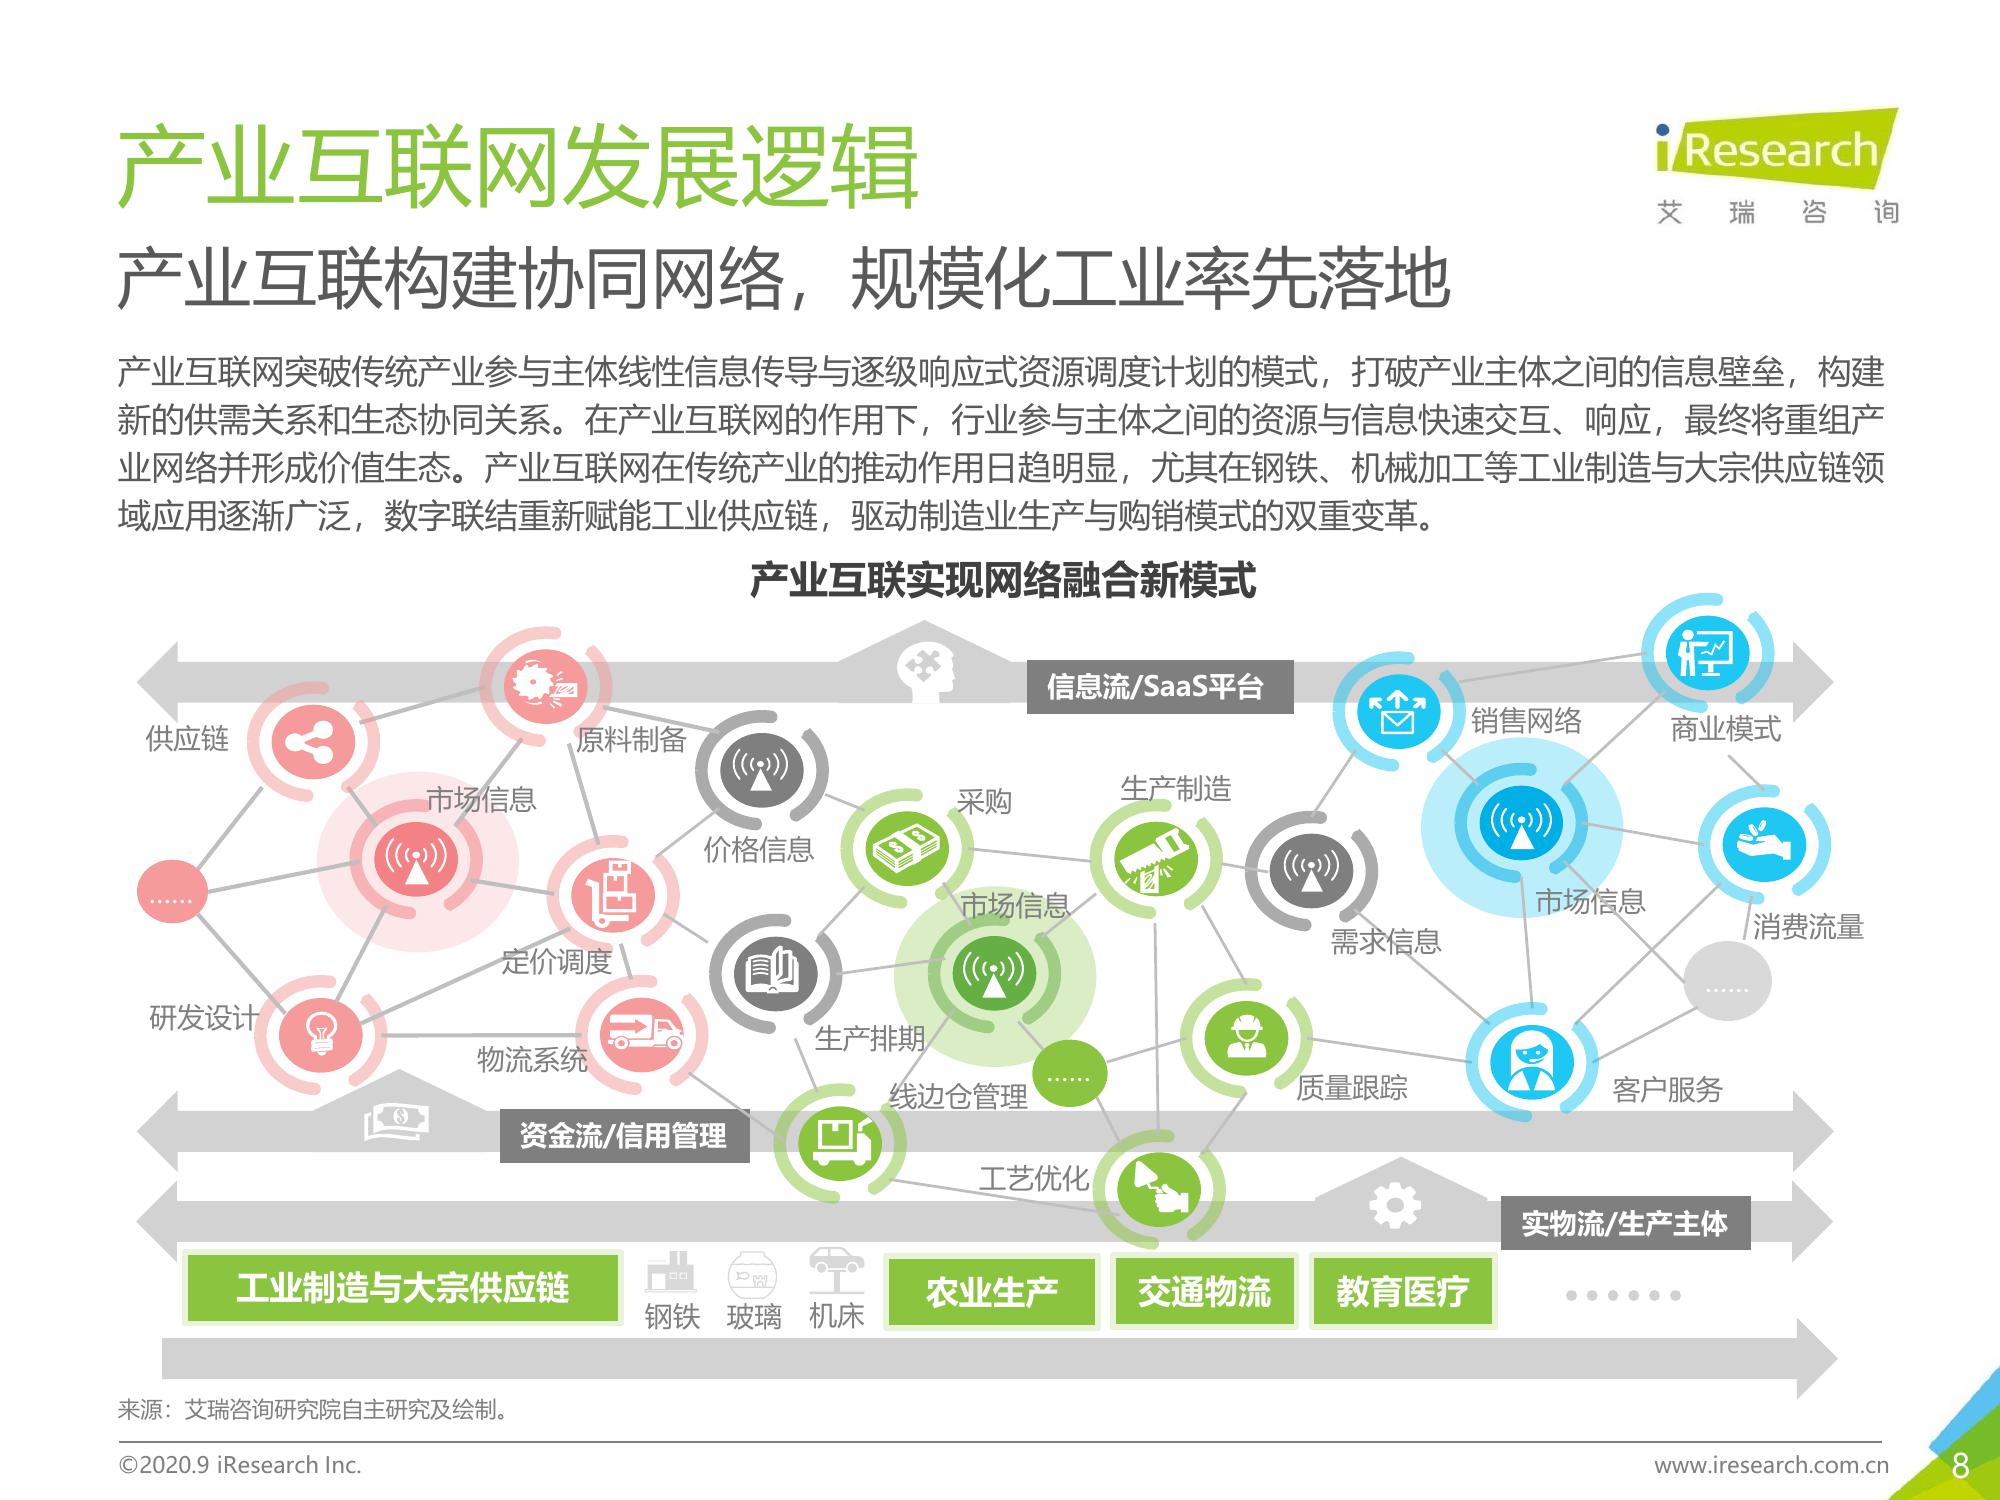 产业互联网发展逻辑
iResearch
艾瑞咨询
产业互联构建协同网络，规模化工业率先落地
产业互联网突破传统产业参与主体线性信息传导与逐级响应式资源调度计划的模式，打破产业主体之间的信息壁垒，构建
新的供需关系和生态协同关系。在产业互联网的作用下，行业参与主体之间的资源与信息快速交互、响应，最终将重组产
业网络并形成价值生态。产业互联网在传统产业的推动作用日趋明显，尤其在钢铁、机械加工等工业制造与大宗供应链领
域应用逐渐广泛，数字联结重新赋能工业供应链，驱动制造业生产与购销模式的双重变革。
产业互联实现网络融合新模式
信息流/SaaS平台
供应链
原料制备
销售网络
商业模式
市场信息
价格信息
采购
生产制造
市场信息
市场信息
需求信息
消费流量
……
定价调度
……
研发设计
物流系统
生产排期
……
线边仓管理
质量跟踪
客户服务
资金流/信用管理
工艺优化
实物流/生产主体
工业制造与大宗供应链
钢铁
玻璃
机床
农业生产
交通物流
教育医疗
……
来源：艾瑞咨询研究院自主研究及绘制。
©2020.9 iResearch Inc.
www.iresearch.com.cn
8